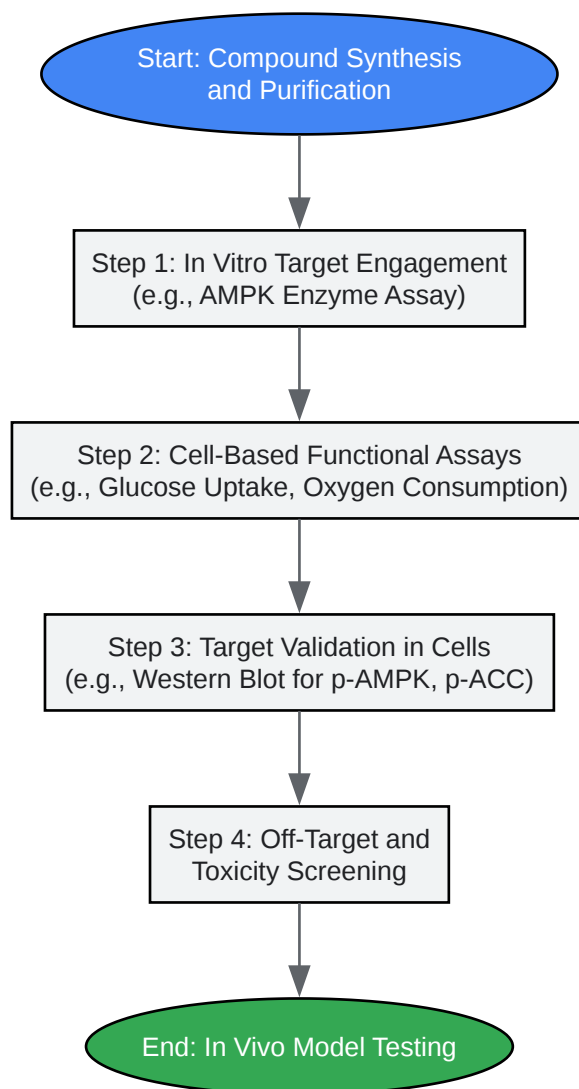 Start: Compound Synthesis
and Purification
Step 1: In Vitro Target Engagement
(e.g., AMPK Enzyme Assay)
Step 2: Cell-Based Functional Assays
(e.g., Glucose Uptake, Oxygen Consumption)
Step 3: Target Validation in Cells
(e.g., Western Blot for p-AMPK, p-ACC)
Step 4: Off-Target and
Toxicity Screening
End: In Vivo Model Testing